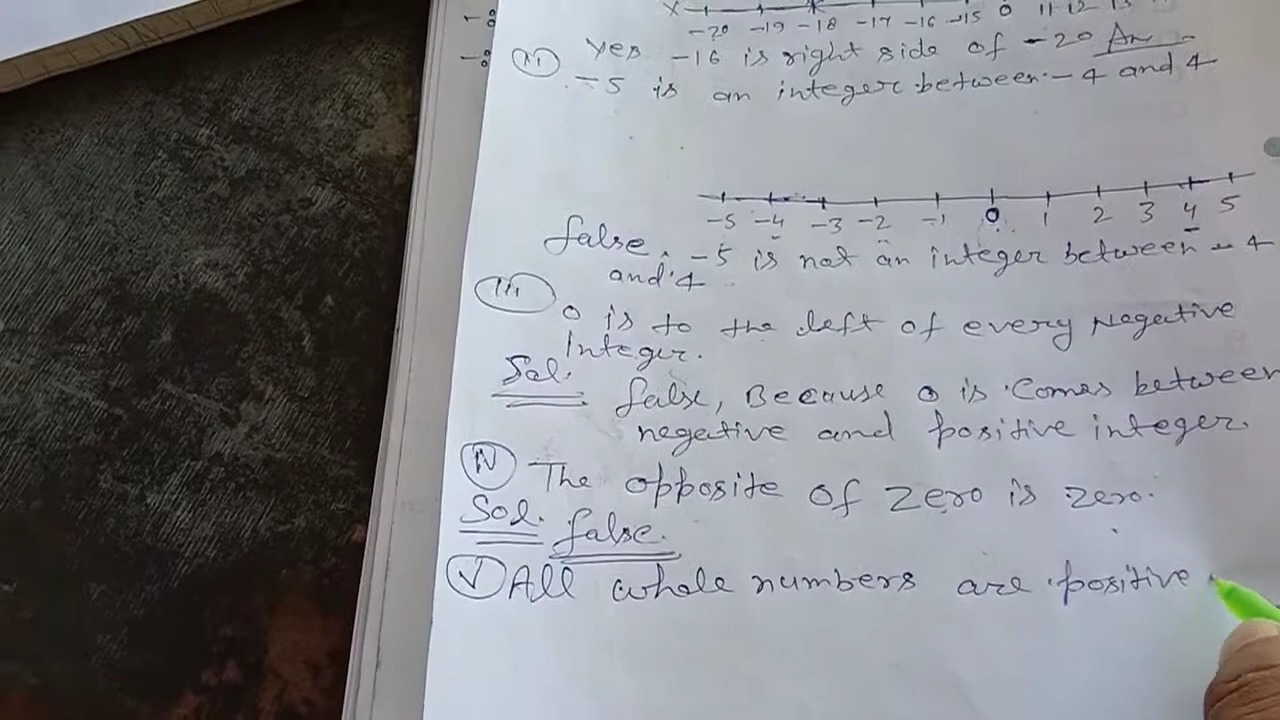 -20 -19 -18 -17 -16 -15 0 11 12 13
Yes -16 is right side of -20 An
(ii) -5 is an integer between -4 and 4
-5 -4 -3 -2 -1 0 1 2 3 4 5
false. -5 is not an integer between -4
and 4
(iii) 0 is to the left of every Negative
Integer.
Sol. false, Because 0 is comes between
negative and positive integer.
(iv) The opposite of zero is zero.
Sol. false.
(v) All whole numbers are positive